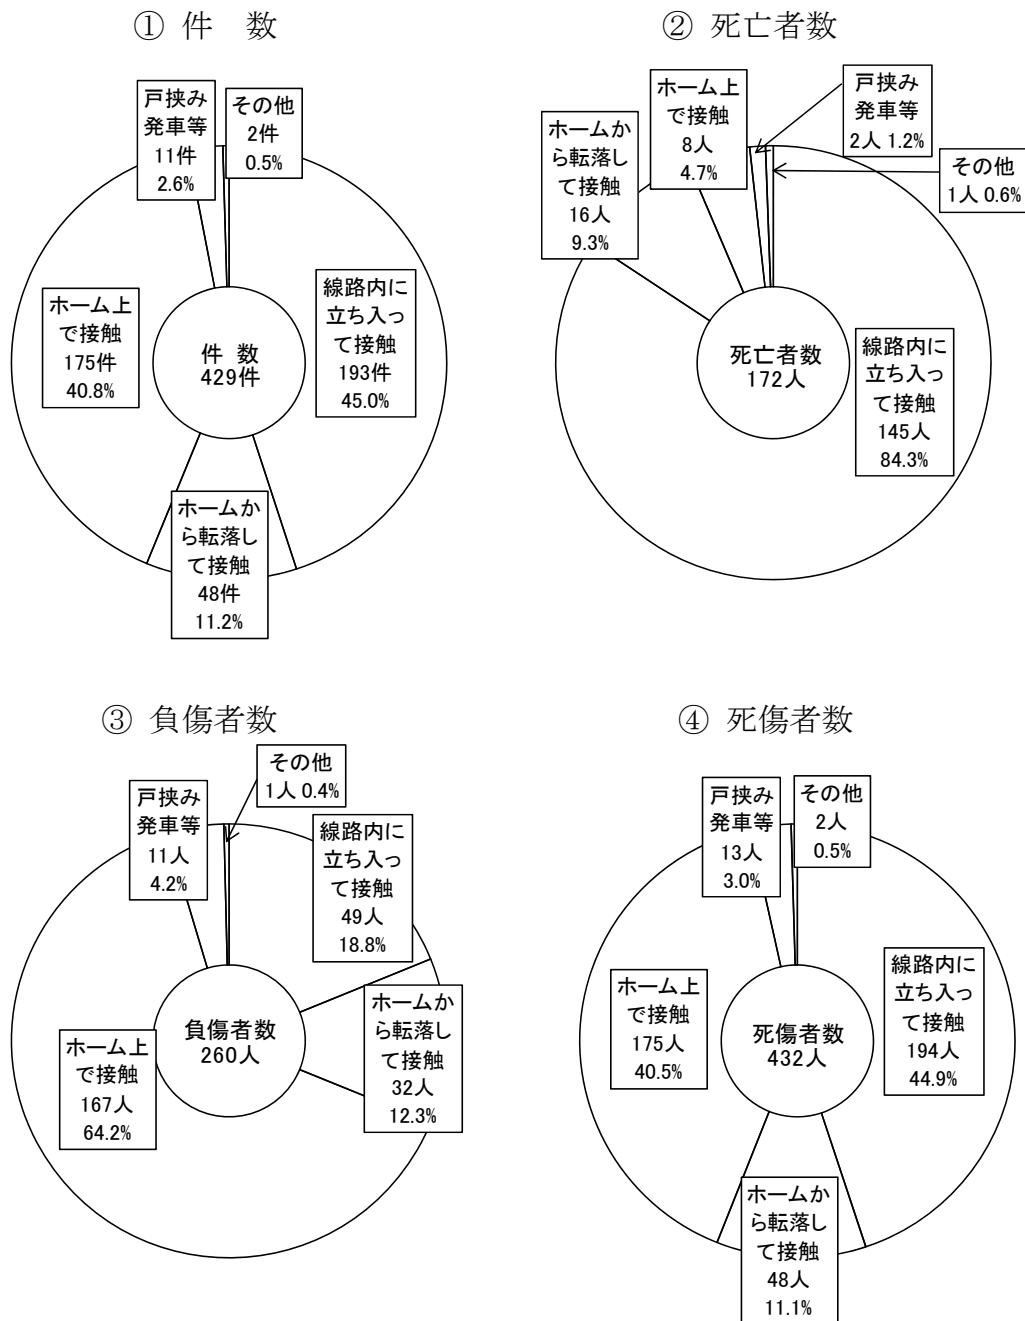 ① 件　数
戸挟み
発車等
11件
2.6%
その他
2件
0.5%
線路内に
立ち入っ
て接触
193件
45.0%
ホームか
ら転落し
て接触
48件
11.2%
ホーム上
で接触
175件
40.8%
件 数
429件
② 死亡者数
ホームか
ら転落し
て接触
16人
9.3%
ホーム上
で接触
8人
4.7%
戸挟み
発車等
2人 1.2%
その他
1人 0.6%
線路内に
立ち入っ
て接触
145人
84.3%
死亡者数
172人
③ 負傷者数
戸挟み
発車等
11人
4.2%
その他
1人 0.4%
線路内に
立ち入っ
て接触
49人
18.8%
ホームか
ら転落し
て接触
32人
12.3%
ホーム上
で接触
167人
64.2%
負傷者数
260人
④ 死傷者数
戸挟み
発車等
13人
3.0%
その他
2人
0.5%
線路内に
立ち入っ
て接触
194人
44.9%
ホームか
ら転落し
て接触
48人
11.1%
ホーム上
で接触
175人
40.5%
死傷者数
432人